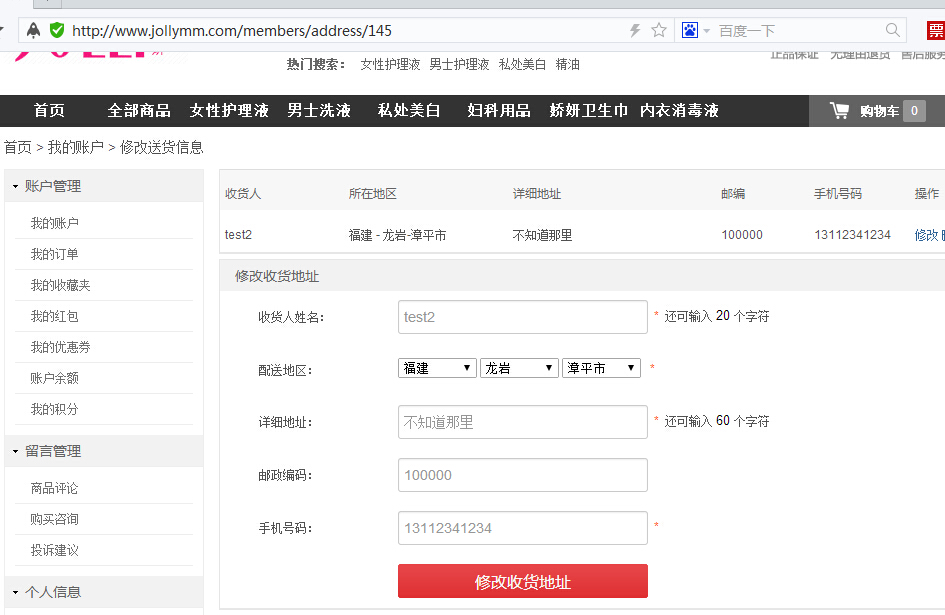 http://www.jollymm.com/members/address/145
百度一下
票
热门搜索： 女性护理液 男士护理液 私处美白 精油
正品保证 无理由退货 售后服务
首页 全部商品 女性护理液 男士洗液 私处美白 妇科用品 娇妍卫生巾 内衣消毒液 购物车 0
首页 > 我的账户 > 修改送货信息
账户管理
我的账户
我的订单
我的收藏夹
我的红包
我的优惠券
账户余额
我的积分
留言管理
商品评论
购买咨询
投诉建议
个人信息
收货人 所在地区 详细地址 邮编 手机号码 操作
test2 福建 - 龙岩-漳平市 不知道那里 100000 13112341234 修改
修改收货地址
收货人姓名： test2 * 还可输入 20 个字符
配送地区： 福建 龙岩 漳平市 *
详细地址： 不知道那里 * 还可输入 60 个字符
邮政编码： 100000
手机号码： 13112341234 *
修改收货地址